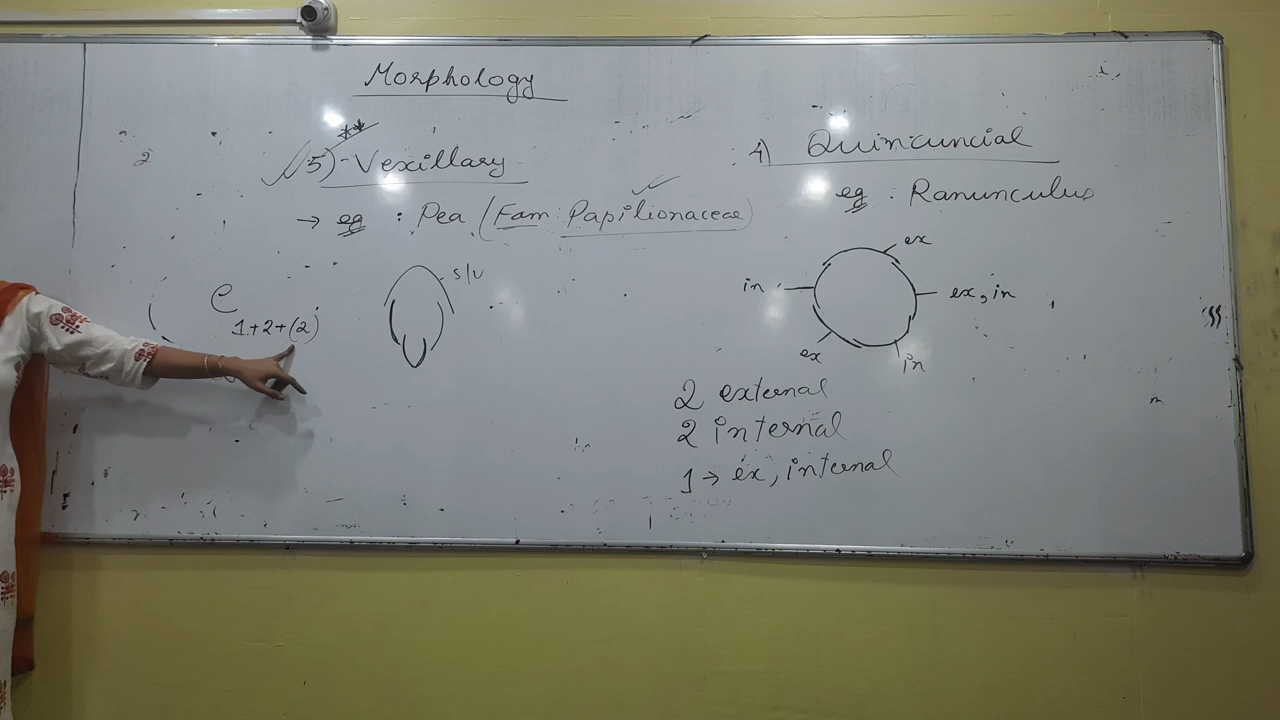 Morphology
5) - Vexillary
→ eg : Pea (Fam : Papilionaceae)
C 1+2+(2)
S/V
4) Quincuncial
eg : Ranunculus
ex
in
ex, in
ex
in
2 external
2 internal
1 → ex, internal